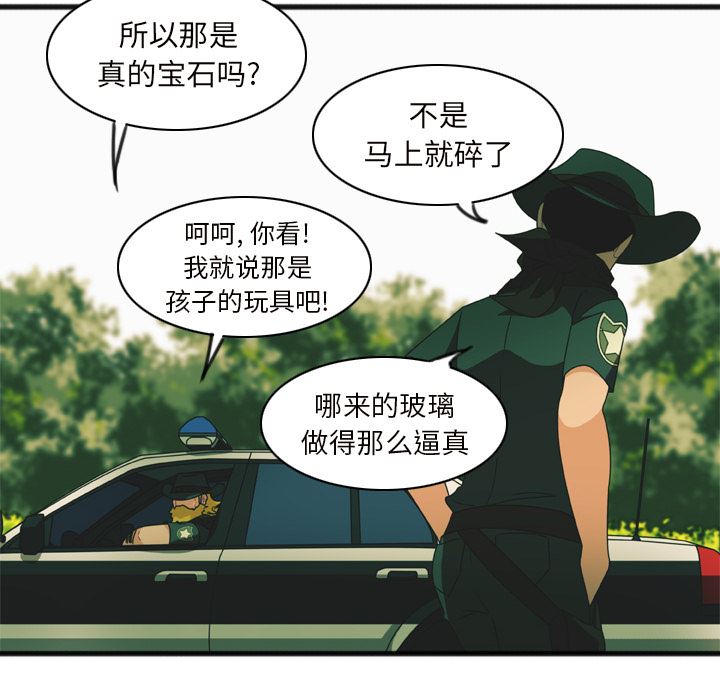 所以那是
真的宝石吗?
不是
马上就碎了
呵呵, 你看!
我就说那是
孩子的玩具吧!
哪来的玻璃
做得那么逼真